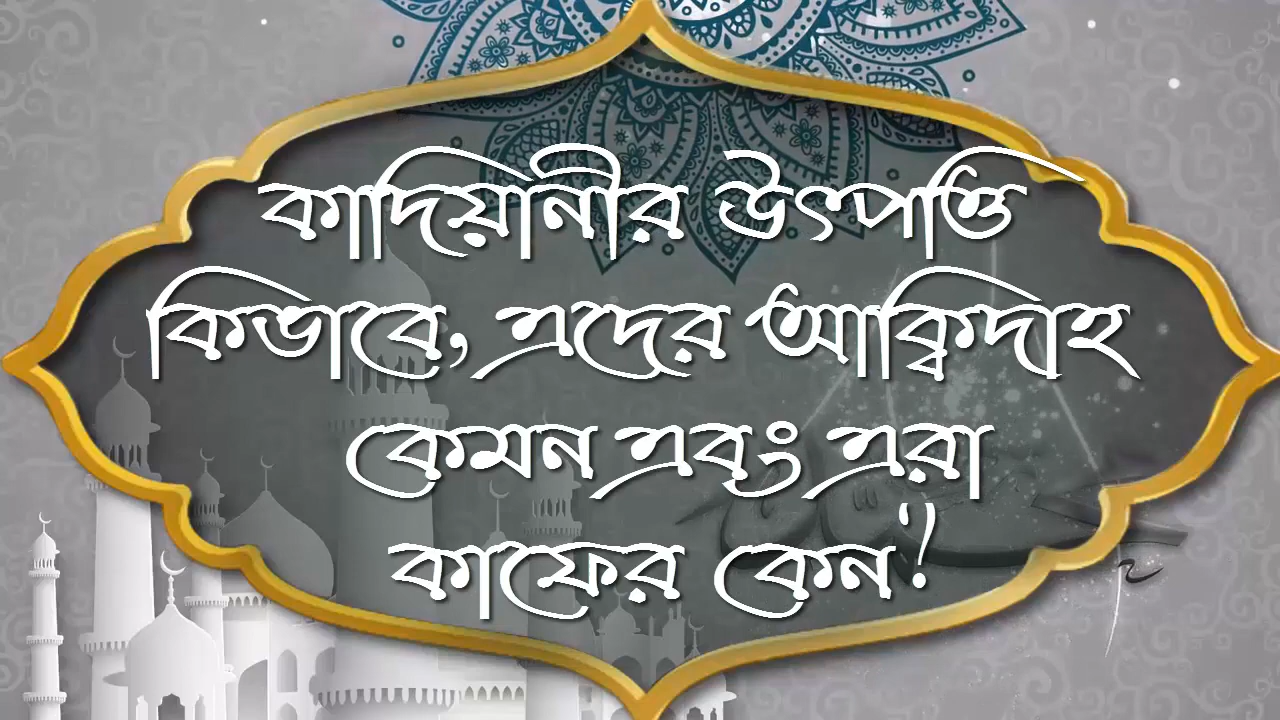 কাদিয়ানীর উৎপত্তি
কিভাবে, এদের আক্বিদাহ
কেমন এবং এরা
কাফের কেন?